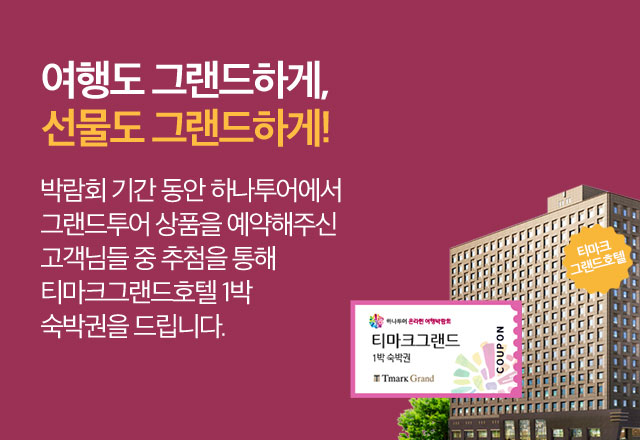 여행도 그랜드하게,
선물도 그랜드하게!
박람회 기간 동안 하나투어에서
그랜드투어 상품을 예약해주신
고객님들 중 추첨을 통해
티마크그랜드호텔 1박
숙박권을 드립니다.
티마크
그랜드호텔
하나투어 온라인 여행박람회
티마크그랜드
1박 숙박권
Tmark Grand
COUPON